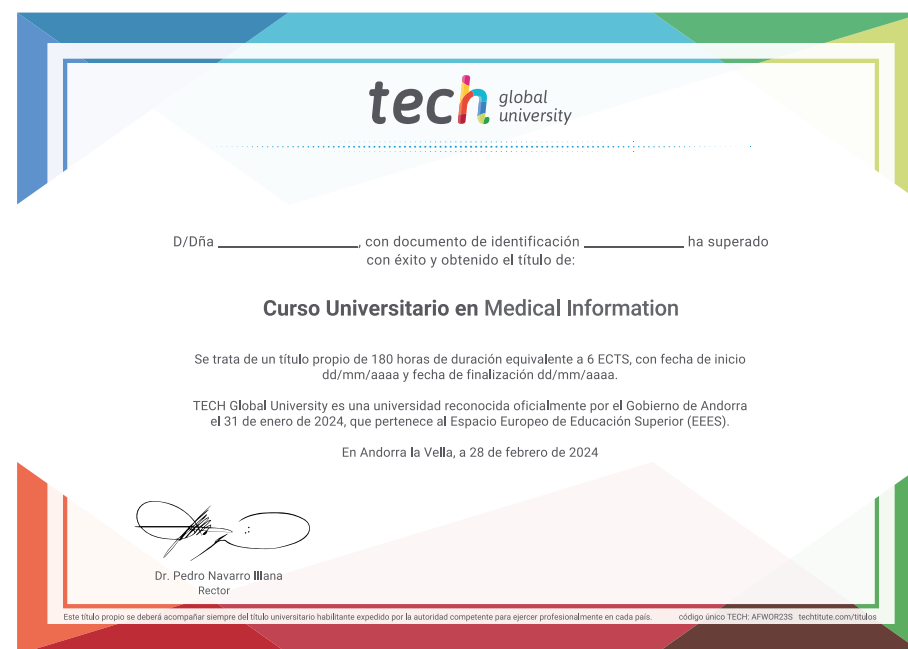 tech global university
D/Dña ______________, con documento de identificación __________ ha superado
con éxito y obtenido el título de:
Curso Universitario en Medical Information
Se trata de un título propio de 180 horas de duración equivalente a 6 ECTS, con fecha de inicio
dd/mm/aaaa y fecha de finalización dd/mm/aaaa.
TECH Global University es una universidad reconocida oficialmente por el Gobierno de Andorra
el 31 de enero de 2024, que pertenece al Espacio Europeo de Educación Superior (EEES).
En Andorra la Vella, a 28 de febrero de 2024
Dr. Pedro Navarro Illana
Rector
Este título propio se deberá acompañar siempre del título universitario habilitante expedido por la autoridad competente para ejercer profesionalmente en cada país. código único TECH: AFWOR23S techtitute.com/titulos